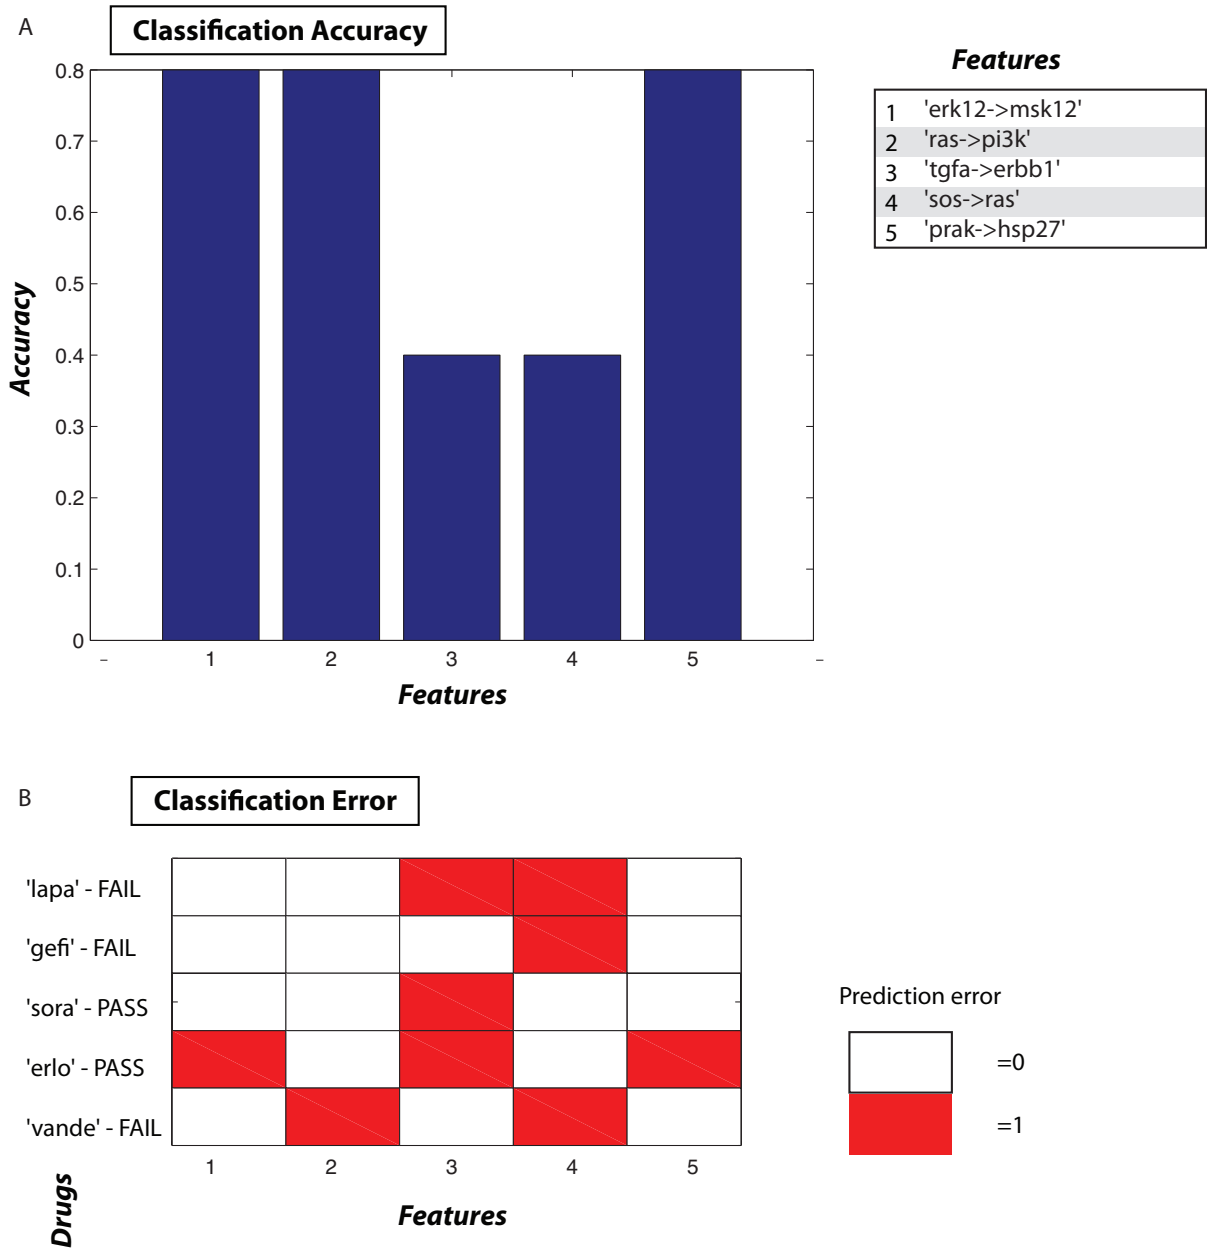 A
Classification Accuracy
0.8
0.7
0.6
0.5
0.4
0.3
0.2
0.1
0
Accuracy
– 1 2 3 4 5 –
Features
Features
1 'erk12->msk12'
2 'ras->pi3k'
3 'tgfa->erbb1'
4 'sos->ras'
5 'prak->hsp27'
B
Classification Error
'lapa' - FAIL
'gefi' - FAIL
'sora' - PASS
'erlo' - PASS
'vande' - FAIL
1 2 3 4 5
Drugs
Features
Prediction error
=0
=1